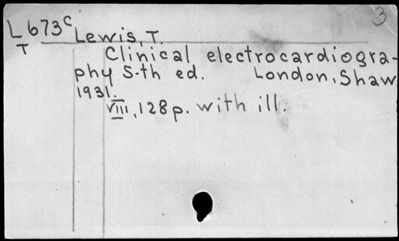 3
L673c Lewis, T.
T
Clinical electrocardiogra-
phy 5-th ed. London, Shaw
1931.
VIII, 128 p. with ill.